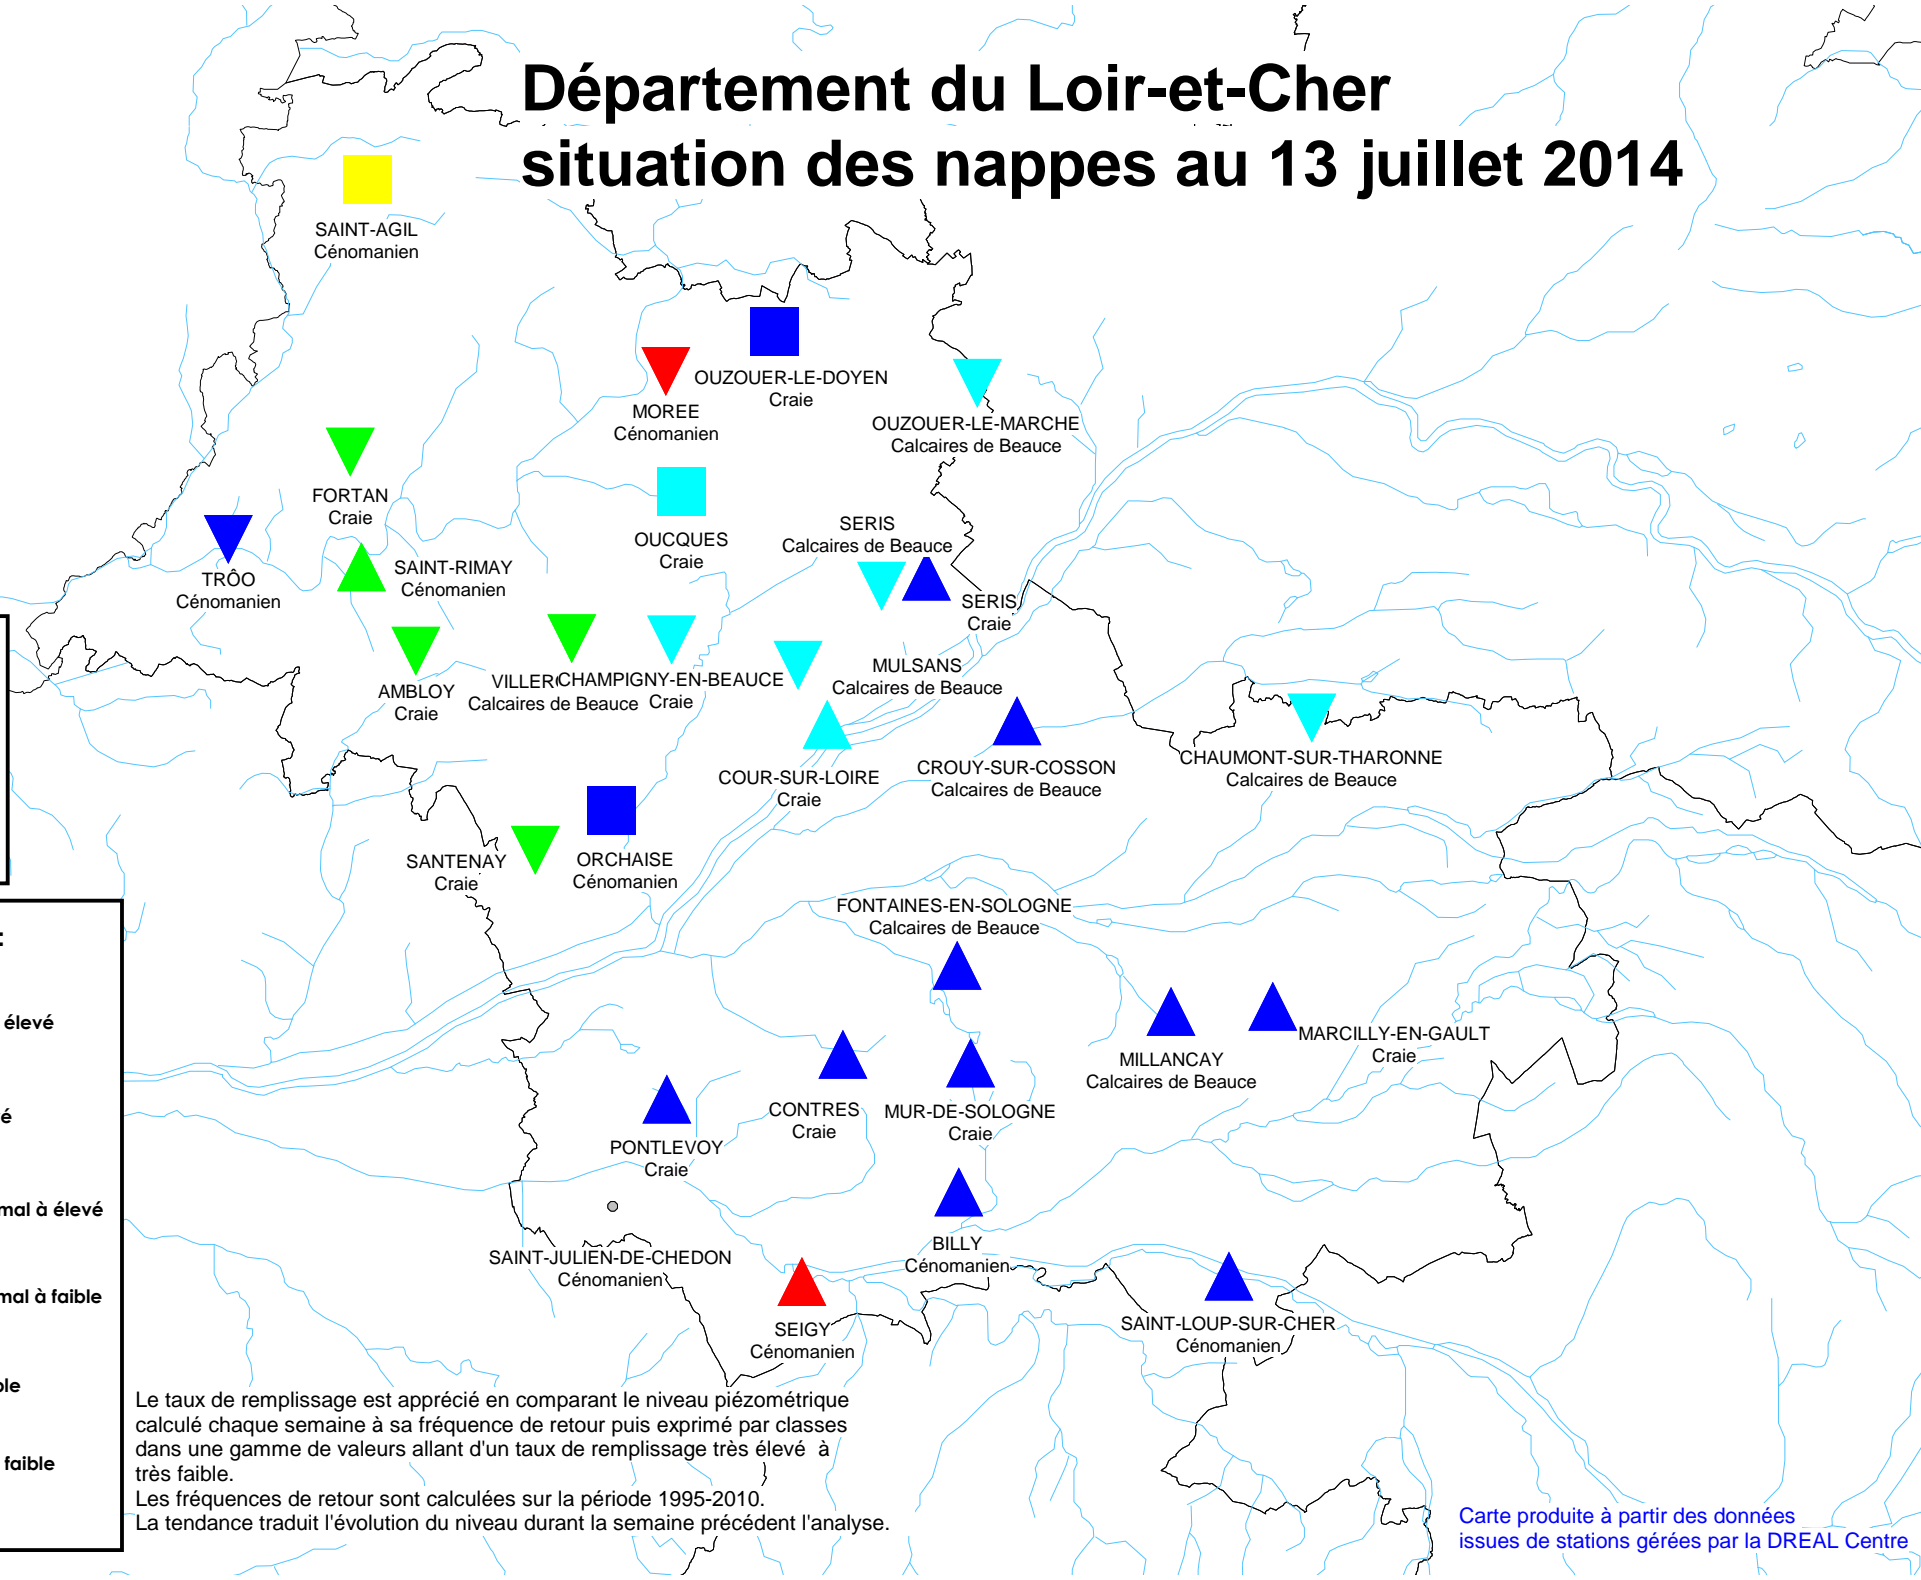 Département du Loir-et-Cher
situation des nappes au 13 juillet 2014
SAINT-AGIL
Cénomanien
OUZOUER-LE-DOYEN
Craie
MOREE
Cénomanien
OUZOUER-LE-MARCHE
Calcaires de Beauce
FORTAN
Craie
OUCQUES
Craie
SERIS
Calcaires de Beauce
TRÔO
Cénomanien
SAINT-RIMAY
Cénomanien
SERIS
Craie
AMBLOY
Craie
Calcaires de Beauce
CHAMPIGNY-EN-BEAUCE
Craie
MULSANS
Calcaires de Beauce
COUR-SUR-LOIRE
Craie
CROUY-SUR-COSSON
Calcaires de Beauce
CHAUMONT-SUR-THARONNE
Calcaires de Beauce
SANTENAY
Craie
ORCHAISE
Cénomanien
FONTAINES-EN-SOLOGNE
Calcaires de Beauce
MILLANCAY
Calcaires de Beauce
MARCILLY-EN-GAULT
Craie
CONTRES
Craie
MUR-DE-SOLOGNE
Craie
PONTLEVOY
Craie
SAINT-JULIEN-DE-CHEDON
Cénomanien
BILLY
Cénomanien
SEIGY
Cénomanien
SAINT-LOUP-SUR-CHER
Cénomanien
:
élevé
à élevé
à faible
faible
Le taux de remplissage est apprécié en comparant le niveau piézométrique
calculé chaque semaine à sa fréquence de retour puis exprimé par classes
dans une gamme de valeurs allant d'un taux de remplissage très élevé à
très faible.
Les fréquences de retour sont calculées sur la période 1995-2010.
La tendance traduit l'évolution du niveau durant la semaine précédent l'analyse.
Carte produite à partir des données
issues de stations gérées par la DREAL Centre